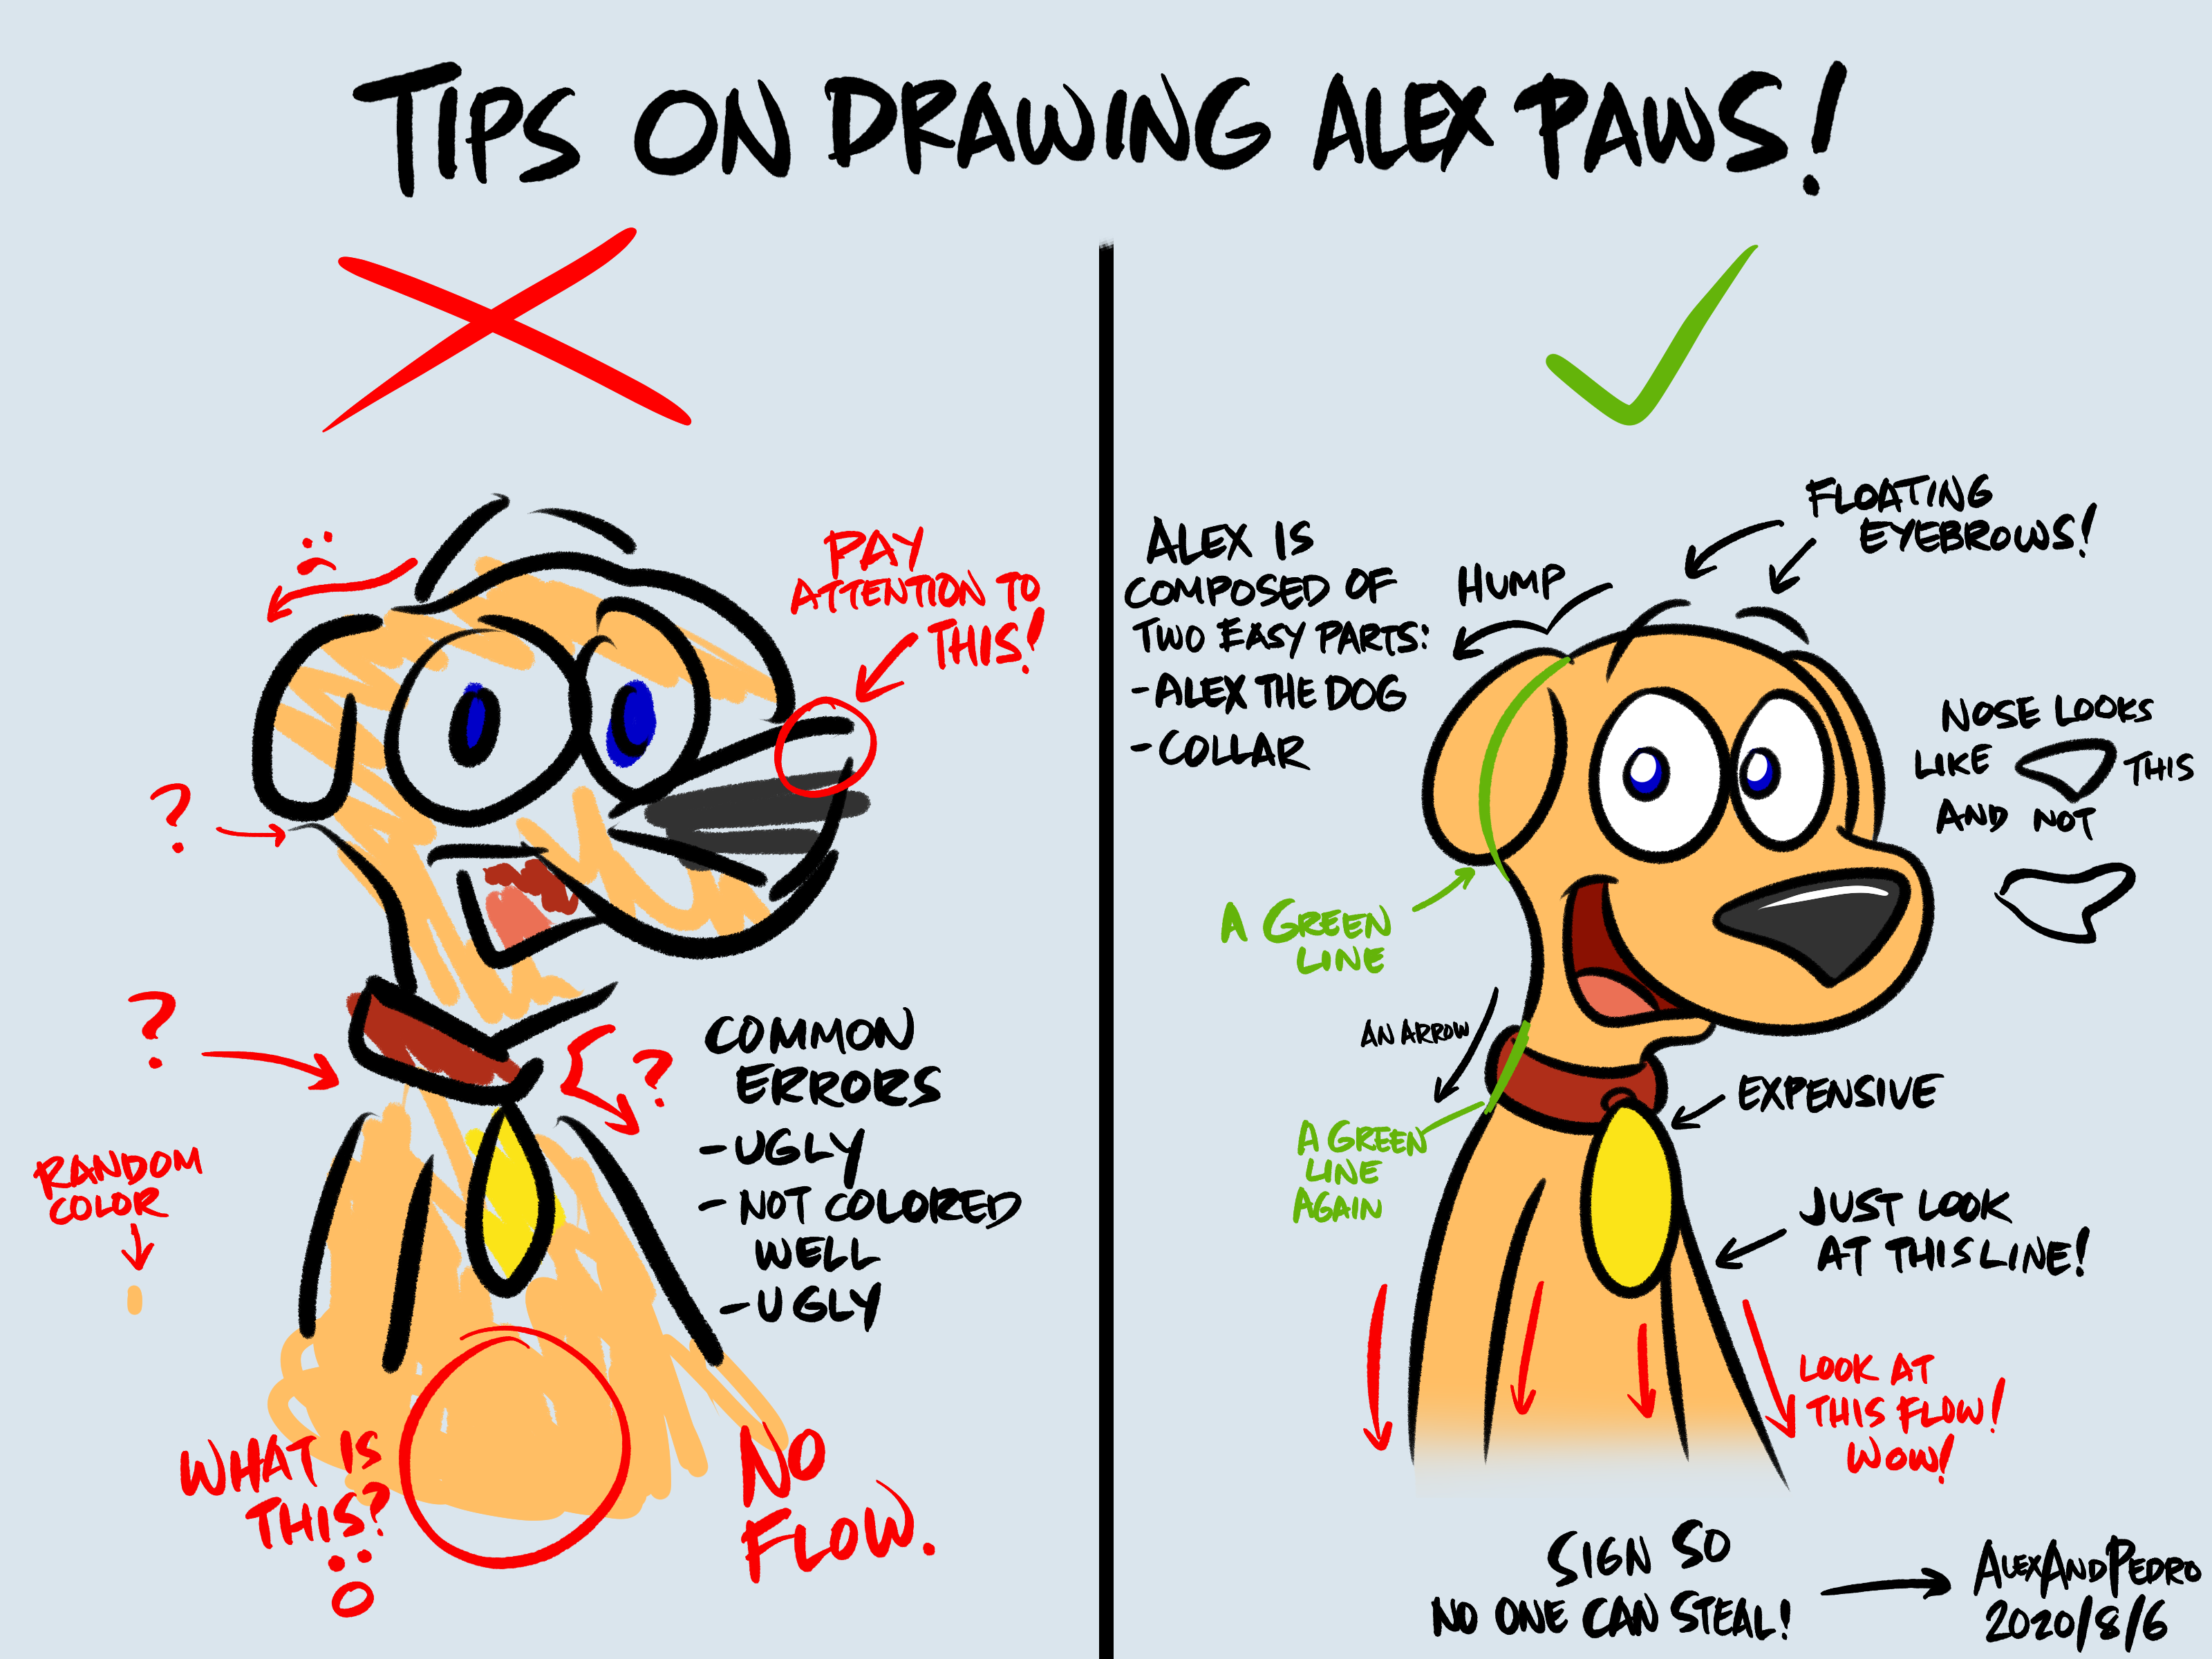 TIPS ON DRAWING ALEX PAWS!
PAY
ATTENTION TO
THIS!
?
?
?
COMMON
ERRORS
- UGLY
- NOT COLORED
WELL
- UGLY
RANDOM
COLOR
WHAT IS
THIS?
NO
FLOW.
ALEX IS
COMPOSED OF
TWO EASY PARTS:
- ALEX THE DOG
- COLLAR
HUMP
FLOATING
EYEBROWS!
NOSE LOOKS
LIKE THIS
AND NOT
A GREEN
LINE
AN ARROW
A GREEN
LINE
AGAIN
EXPENSIVE
JUST LOOK
AT THIS LINE!
LOOK AT
THIS FLOW!
WOW!
SIGN SO
NO ONE CAN STEAL!
ALEXANDPEDRO
2020/8/6